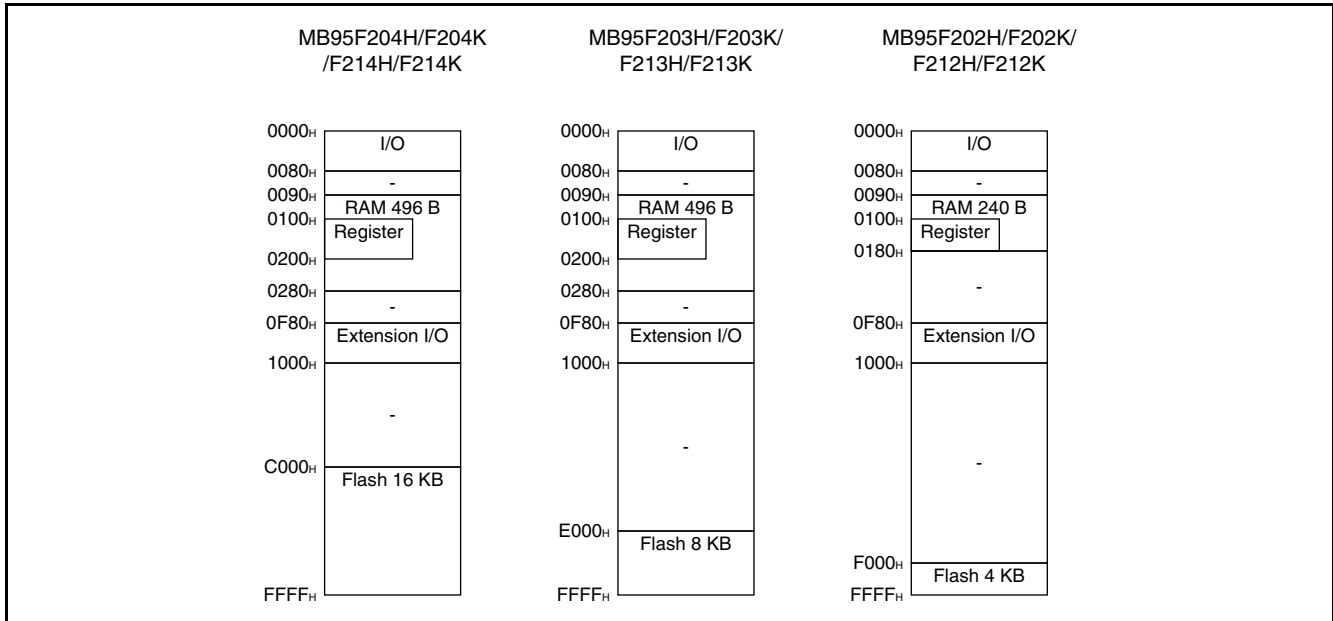 MB95F204H/F204K
/F214H/F214K
0000H
I/O
0080H
-
0090H
RAM 496 B
0100H
Register
0200H
0280H
-
0F80H
Extension I/O
1000H
-
C000H
Flash 16 KB
FFFFH
MB95F203H/F203K/
F213H/F213K
0000H
I/O
0080H
-
0090H
RAM 496 B
0100H
Register
0200H
0280H
-
0F80H
Extension I/O
1000H
-
E000H
Flash 8 KB
FFFFH
MB95F202H/F202K/
F212H/F212K
0000H
I/O
0080H
-
0090H
RAM 240 B
0100H
Register
0180H
-
0F80H
Extension I/O
1000H
-
F000H
Flash 4 KB
FFFFH